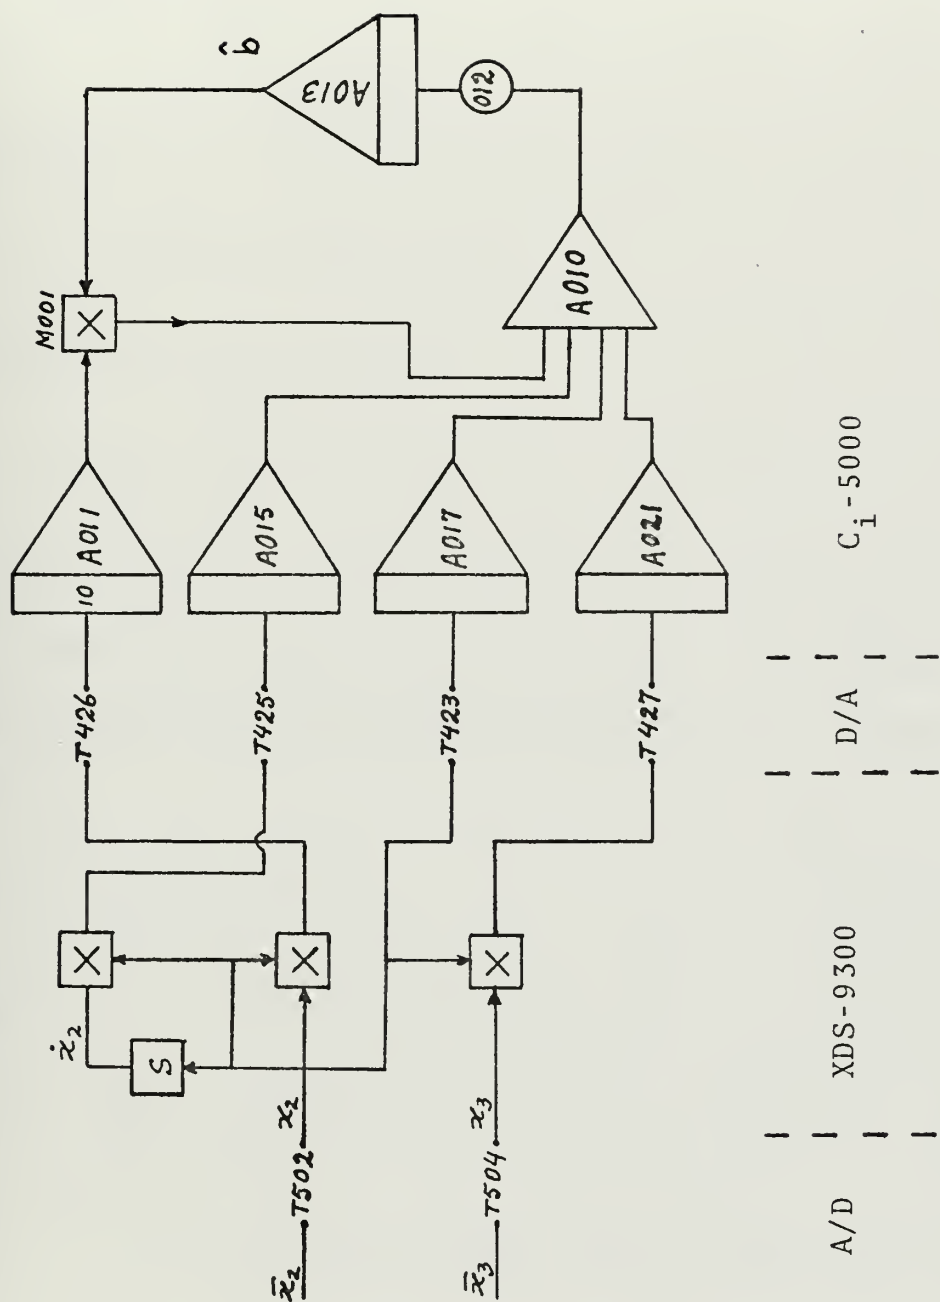 x̄₂
T502
x₂
ẋ₂
S
×
×
T426
T425
10
A011
A015
M001
×
A013
q̂
012
A010
x̄₃
T504
x₃
×
T423
T427
A017
A021
A/D
XDS-9300
D/A
Cᵢ-5000